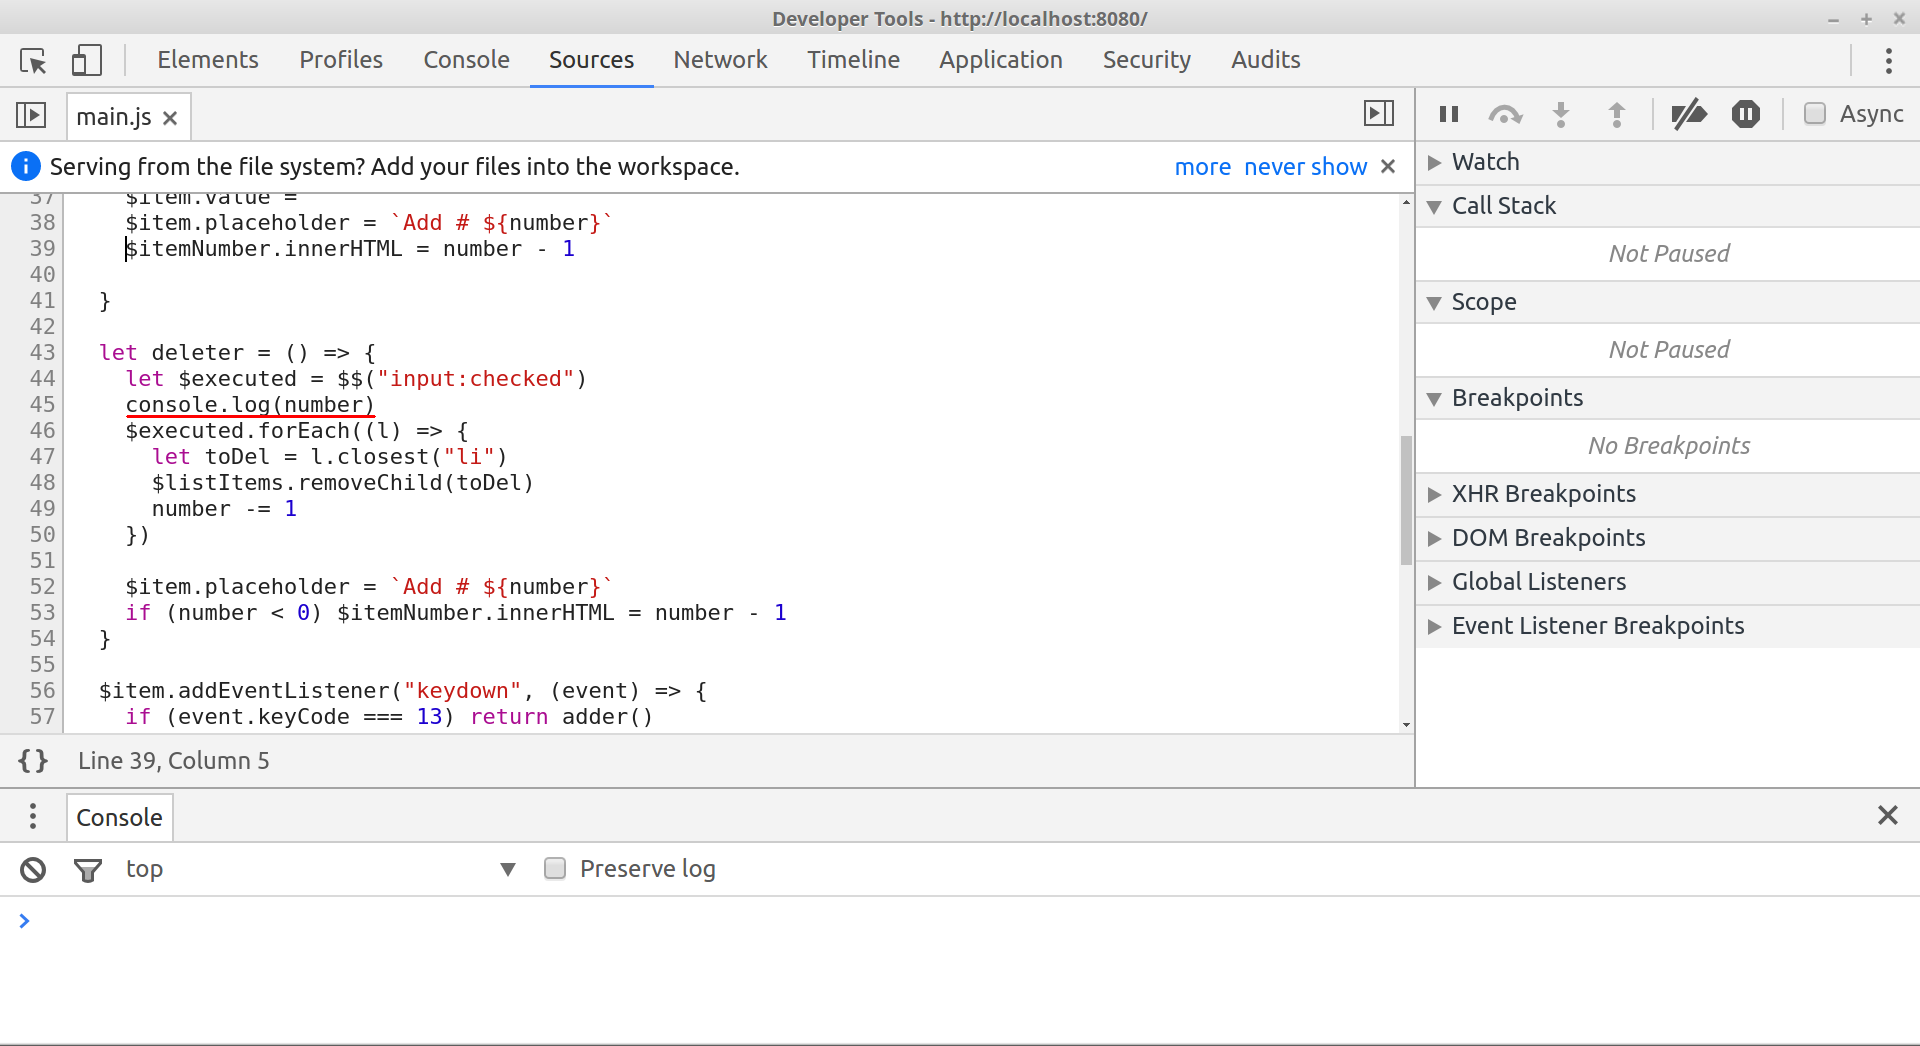 Developer Tools - http://localhost:8080/
Elements Profiles Console Sources Network Timeline Application Security Audits
main.js
Async
Serving from the file system? Add your files into the workspace. more never show
37 $item.value =
38 $item.placeholder = `Add # ${number}`
39 $itemNumber.innerHTML = number - 1
40
41 }
42
43 let deleter = () => {
44 let $executed = $$("input:checked")
45 console.log(number)
46 $executed.forEach((l) => {
47 let toDel = l.closest("li")
48 $listItems.removeChild(toDel)
49 number -= 1
50 })
51
52 $item.placeholder = `Add # ${number}`
53 if (number < 0) $itemNumber.innerHTML = number - 1
54 }
55
56 $item.addEventListener("keydown", (event) => {
57 if (event.keyCode === 13) return adder()
{} Line 39, Column 5
Watch
Call Stack
Not Paused
Scope
Not Paused
Breakpoints
No Breakpoints
XHR Breakpoints
DOM Breakpoints
Global Listeners
Event Listener Breakpoints
Console
top Preserve log